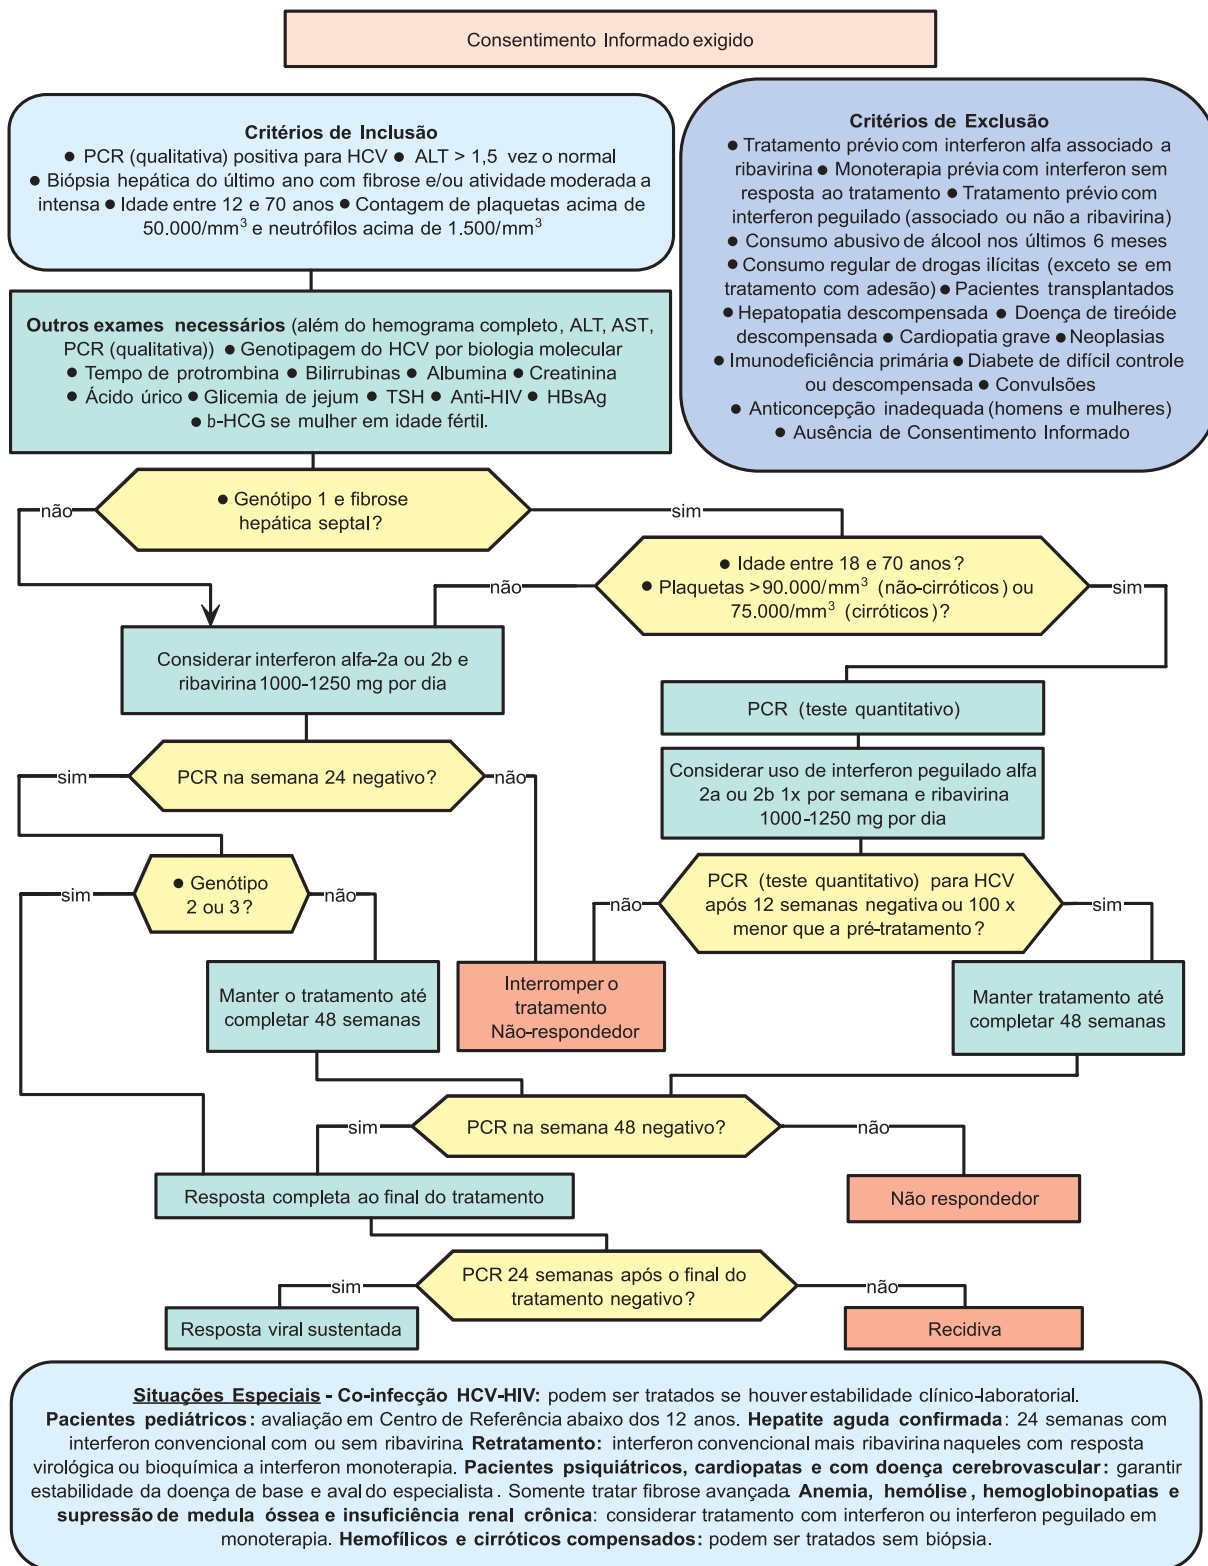 Consentimento Informado exigido
Critérios de Inclusão
● PCR (qualitativa) positiva para HCV ● ALT > 1,5 vez o normal
● Biópsia hepática do último ano com fibrose e/ou atividade moderada a
intensa ● Idade entre 12 e 70 anos ● Contagem de plaquetas acima de
50.000/mm³ e neutrófilos acima de 1.500/mm³
Critérios de Exclusão
● Tratamento prévio com interferon alfa associado a
ribavirina ● Monoterapia prévia com interferon sem
resposta ao tratamento ● Tratamento prévio com
interferon peguilado (associado ou não a ribavirina)
● Consumo abusivo de álcool nos últimos 6 meses
● Consumo regular de drogas ilícitas (exceto se em
tratamento com adesão) ● Pacientes transplantados
● Hepatopatia descompensada ● Doença de tireóide
descompensada ● Cardiopatia grave ● Neoplasias
● Imunodeficiência primária ● Diabete de difícil controle
ou descompensada ● Convulsões
● Anticoncepção inadequada (homens e mulheres)
● Ausência de Consentimento Informado
Outros exames necessários (além do hemograma completo, ALT, AST,
PCR (qualitativa)) ● Genotipagem do HCV por biologia molecular
● Tempo de protrombina ● Bilirrubinas ● Albumina ● Creatinina
● Ácido úrico ● Glicemia de jejum ● TSH ● Anti-HIV ● HBsAg
● b-HCG se mulher em idade fértil.
● Genótipo 1 e fibrose
hepática septal?
não
sim
● Idade entre 18 e 70 anos?
● Plaquetas >90.000/mm³ (não-cirróticos) ou
75.000/mm³ (cirróticos)?
não
sim
Considerar interferon alfa-2a ou 2b e
ribavirina 1000-1250 mg por dia
PCR (teste quantitativo)
PCR na semana 24 negativo?
sim
não
Considerar uso de interferon peguilado alfa
2a ou 2b 1x por semana e ribavirina
1000-1250 mg por dia
● Genótipo
2 ou 3?
sim
não
PCR (teste quantitativo) para HCV
após 12 semanas negativa ou 100 x
menor que a pré-tratamento?
não
sim
Manter o tratamento até
completar 48 semanas
Interromper o
tratamento
Não-respondedor
Manter tratamento até
completar 48 semanas
PCR na semana 48 negativo?
sim
não
Resposta completa ao final do tratamento
Não respondedor
PCR 24 semanas após o final do
tratamento negativo?
sim
não
Resposta viral sustentada
Recidiva
Situações Especiais - Co-infecção HCV-HIV: podem ser tratados se houver estabilidade clínico-laboratorial.
Pacientes pediátricos: avaliação em Centro de Referência abaixo dos 12 anos. Hepatite aguda confirmada: 24 semanas com
interferon convencional com ou sem ribavirina. Retratamento: interferon convencional mais ribavirina naqueles com resposta
virológica ou bioquímica a interferon monoterapia. Pacientes psiquiátricos, cardiopatas e com doença cerebrovascular: garantir
estabilidade da doença de base e aval do especialista. Somente tratar fibrose avançada. Anemia, hemólise, hemoglobinopatias e
supressão de medula óssea e insuficiência renal crônica: considerar tratamento com interferon ou interferon peguilado em
monoterapia. Hemofílicos e cirróticos compensados: podem ser tratados sem biópsia.